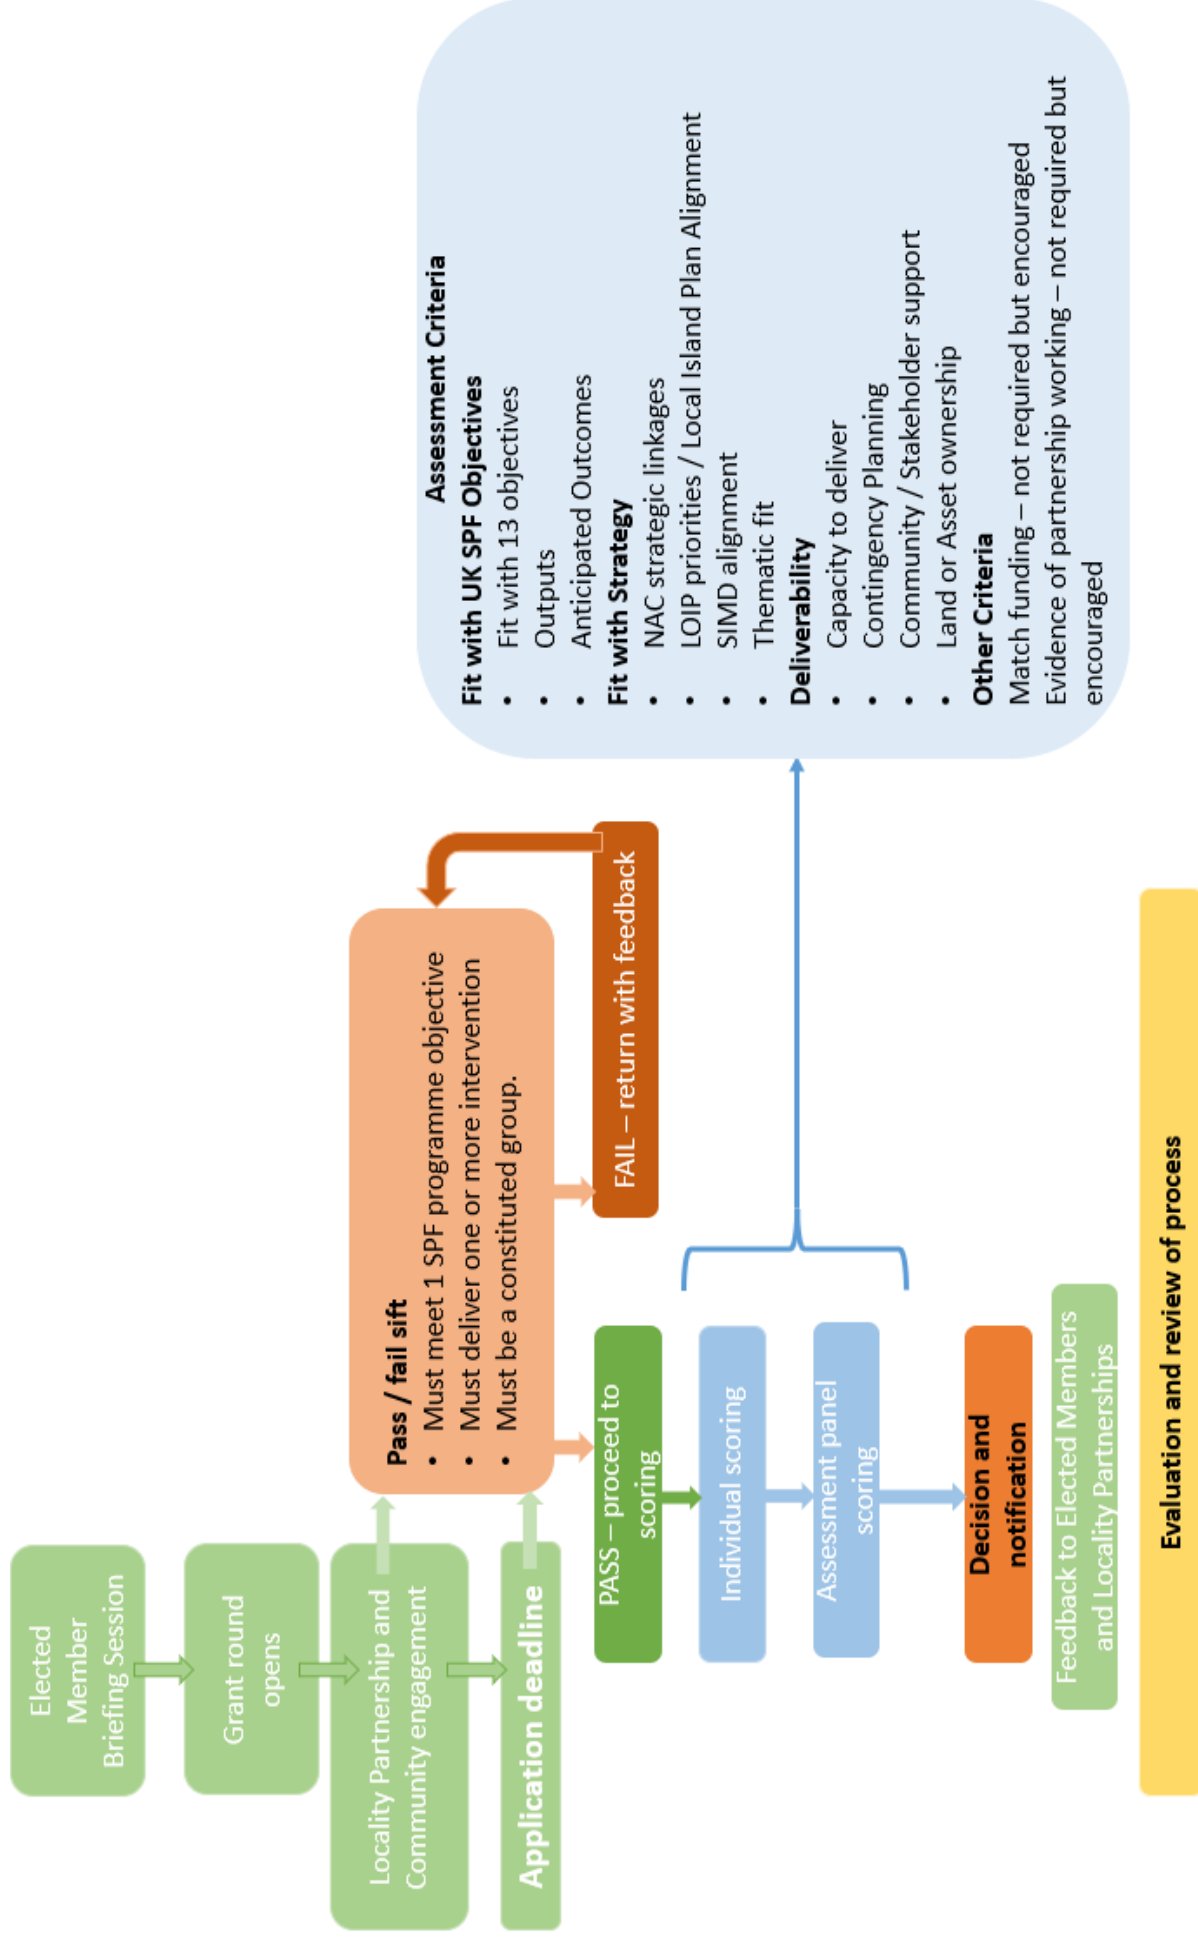 Elected
Member
Briefing Session
Grant round
opens
Locality Partnership and
Community engagement
Application deadline
Pass / fail sift
• Must meet 1 SPF programme objective
• Must deliver one or more intervention
• Must be a constituted group.
FAIL – return with feedback
PASS – proceed to
scoring
Individual scoring
Assessment panel
scoring
Decision and
notification
Feedback to Elected Members
and Locality Partnerships
Evaluation and review of process
Assessment Criteria
Fit with UK SPF Objectives
• Fit with 13 objectives
• Outputs
• Anticipated Outcomes
Fit with Strategy
• NAC strategic linkages
• LOIP priorities / Local Island Plan Alignment
• SIMD alignment
• Thematic fit
Deliverability
• Capacity to deliver
• Contingency Planning
• Community / Stakeholder support
• Land or Asset ownership
Other Criteria
Match funding – not required but encouraged
Evidence of partnership working – not required but
encouraged